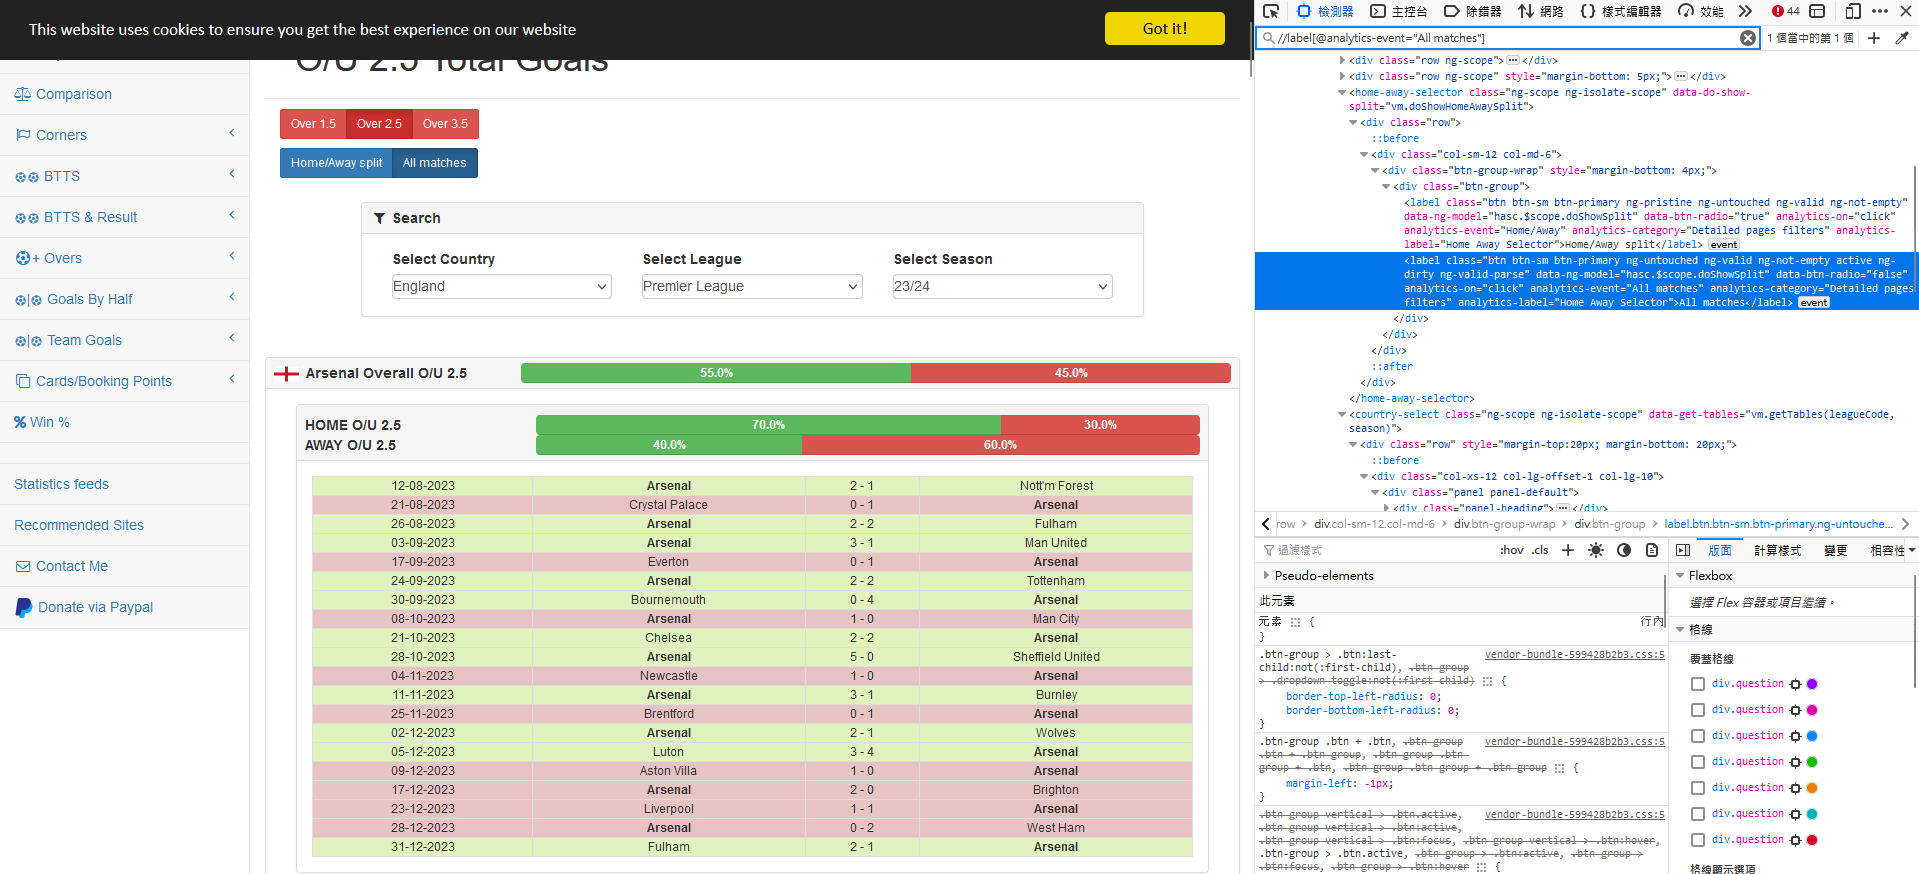 This website uses cookies to ensure you get the best experience on our website
Got it!
O/U 2.5 Total Goals
Comparison
Corners
BTTS
BTTS & Result
+ Overs
Goals By Half
Team Goals
Cards/Booking Points
Win %
Statistics feeds
Recommended Sites
Contact Me
Donate via Paypal
Over 1.5 Over 2.5 Over 3.5
Home/Away split All matches
Search
Select Country Select League Select Season
England Premier League 23/24
Arsenal Overall O/U 2.5 55.0% 45.0%
HOME O/U 2.5 70.0% 30.0%
AWAY O/U 2.5 40.0% 60.0%
12-08-2023 Arsenal 2 - 1 Nott'm Forest
21-08-2023 Crystal Palace 0 - 1 Arsenal
26-08-2023 Arsenal 2 - 2 Fulham
03-09-2023 Arsenal 3 - 1 Man United
17-09-2023 Everton 0 - 1 Arsenal
24-09-2023 Arsenal 2 - 2 Tottenham
30-09-2023 Bournemouth 0 - 4 Arsenal
08-10-2023 Arsenal 1 - 0 Man City
21-10-2023 Chelsea 2 - 2 Arsenal
28-10-2023 Arsenal 5 - 0 Sheffield United
04-11-2023 Newcastle 1 - 0 Arsenal
11-11-2023 Arsenal 3 - 1 Burnley
25-11-2023 Brentford 0 - 1 Arsenal
02-12-2023 Arsenal 2 - 1 Wolves
05-12-2023 Luton 3 - 4 Arsenal
09-12-2023 Aston Villa 1 - 0 Arsenal
17-12-2023 Arsenal 2 - 0 Brighton
23-12-2023 Liverpool 1 - 1 Arsenal
28-12-2023 Arsenal 0 - 2 West Ham
31-12-2023 Fulham 2 - 1 Arsenal
檢測器 主控台 除錯器 網路 樣式編輯器 效能 44
//label[@analytics-event="All matches"] 1 個當中的第 1 個
<div class="row ng-scope"> </div>
<div class="row ng-scope" style="margin-bottom: 5px;"> </div>
<home-away-selector class="ng-scope ng-isolate-scope" data-do-show-
split="vm.doShowHomeAwaySplit">
<div class="row">
::before
<div class="col-sm-12 col-md-6">
<div class="btn-group-wrap" style="margin-bottom: 4px;">
<div class="btn-group">
<label class="btn btn-sm btn-primary ng-pristine ng-untouched ng-valid ng-not-empty"
data-ng-model="hasc.$scope.doShowSplit" data-btn-radio="true" analytics-on="click"
analytics-event="Home/Away" analytics-category="Detailed pages filters" analytics-
label="Home Away Selector">Home/Away split</label> event
<label class="btn btn-sm btn-primary ng-untouched ng-valid ng-not-empty active ng-
dirty ng-valid-parse" data-ng-model="hasc.$scope.doShowSplit" data-btn-radio="false"
analytics-on="click" analytics-event="All matches" analytics-category="Detailed pages
filters" analytics-label="Home Away Selector">All matches</label> event
</div>
</div>
</div>
::after
</div>
</home-away-selector>
<country-select class="ng-scope ng-isolate-scope" data-get-tables="vm.getTables(leagueCode,
season)">
<div class="row" style="margin-top:20px; margin-bottom: 20px;">
::before
<div class="col-xs-12 col-lg-offset-1 col-lg-10">
<div class="panel panel-default">
<div class="panel-heading"> </div>
row div.col-sm-12.col-md-6 div.btn-group-wrap div.btn-group label.btn.btn-sm.btn-primary.ng-untouche...
過濾樣式 :hov .cls
Pseudo-elements
此元素
元素 { 行內
}
.btn-group > .btn:last- vendor-bundle-599428b2b3.css:5
child:not(:first-child), .btn-group
> .dropdown-toggle:not(:first-child) {
border-top-left-radius: 0;
border-bottom-left-radius: 0;
}
.btn-group .btn + .btn, .btn-group vendor-bundle-599428b2b3.css:5
.btn + .btn-group, .btn-group .btn-
group + .btn, .btn-group .btn-group + .btn-group {
margin-left: -1px;
}
.btn-group-vertical > .btn.active, vendor-bundle-599428b2b3.css:5
.btn-group-vertical > .btn:active,
.btn-group-vertical > .btn:focus, .btn-group-vertical > .btn:hover,
.btn-group > .btn.active, .btn-group > .btn:active, .btn-group >
.btn:focus, .btn-group > .btn:hover {
版面 計算樣式 變更 相容性
Flexbox
選擇 Flex 容器或項目繼續。
格線
覆蓋格線
div.question
div.question
div.question
div.question
div.question
div.question
div.question
格線顯示選項